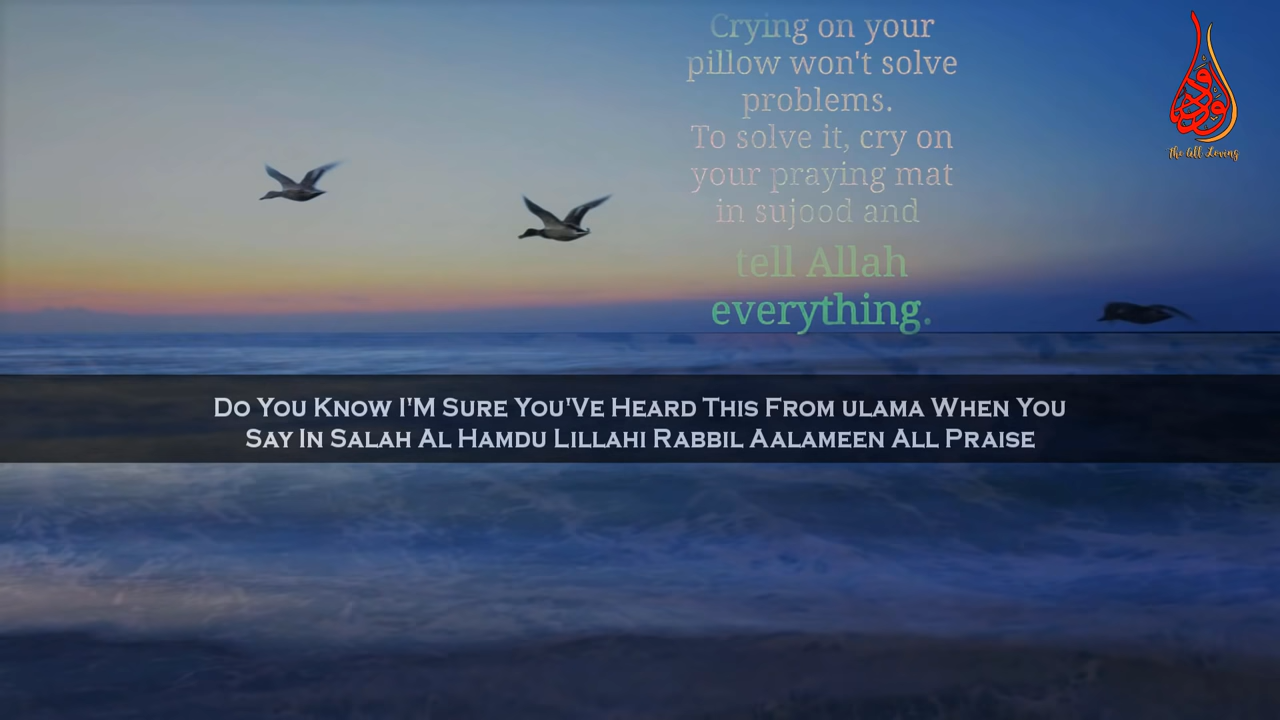 Crying on your
pillow won't solve
problems.
To solve it, cry on
your praying mat
in sujood and
tell Allah
everything.
الودود
The All Loving
Do You Know I'M Sure You'Ve Heard This From ulama When You
Say In Salah Al Hamdu Lillahi Rabbil Aalameen All Praise